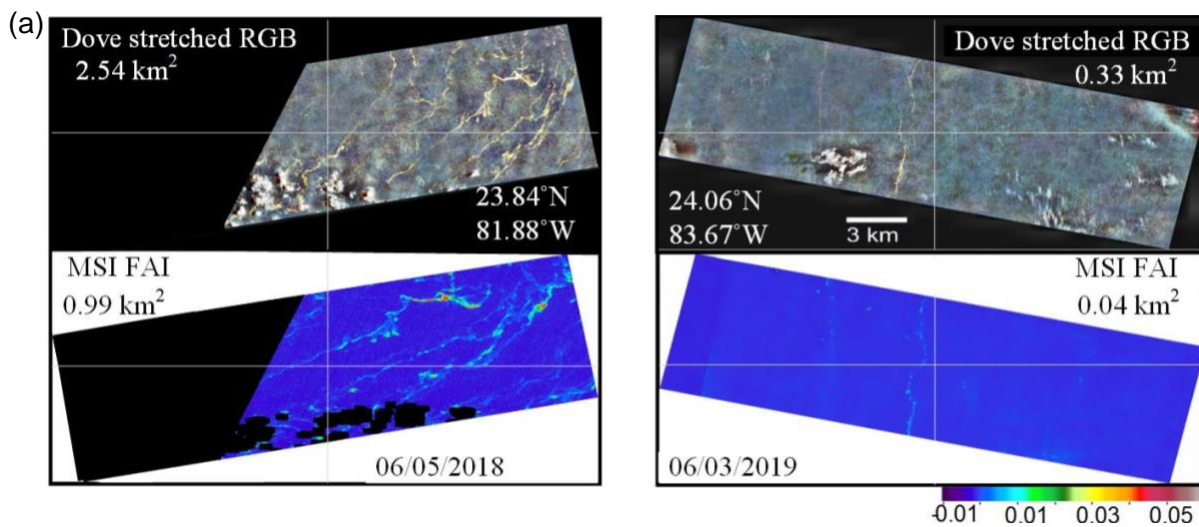 (a)
Dove stretched RGB
2.54 km²
23.84°N
81.88°W
MSI FAI
0.99 km²
06/05/2018
Dove stretched RGB
0.33 km²
24.06°N
83.67°W
3 km
MSI FAI
0.04 km²
06/03/2019
-0.01 0.01 0.03 0.05